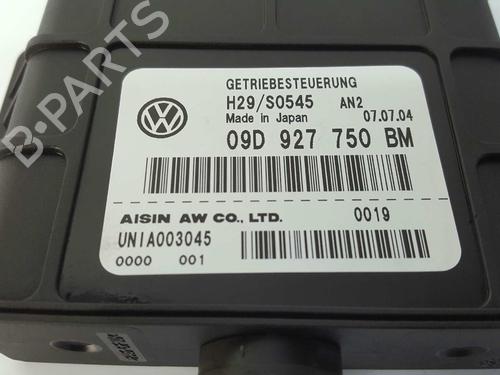 B-PARTS
GETRIEBESTEUERUNG
H29/S0545 AN2
Made in Japan 07.07.04
09D 927 750 BM
AISIN AW CO., LTD. 0019
UNIA003045
0000 001